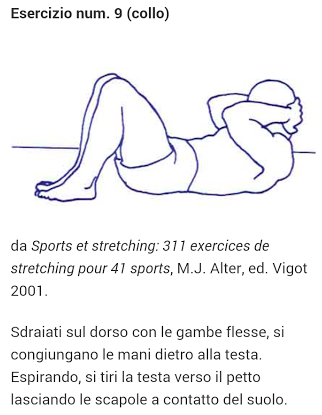 Esercizio num. 9 (collo)
da Sports et stretching: 311 exercices de
stretching pour 41 sports, M.J. Alter, ed. Vigot
2001.
Sdraiati sul dorso con le gambe flesse, si
congiungano le mani dietro alla testa.
Espirando, si tiri la testa verso il petto
lasciando le scapole a contatto del suolo.